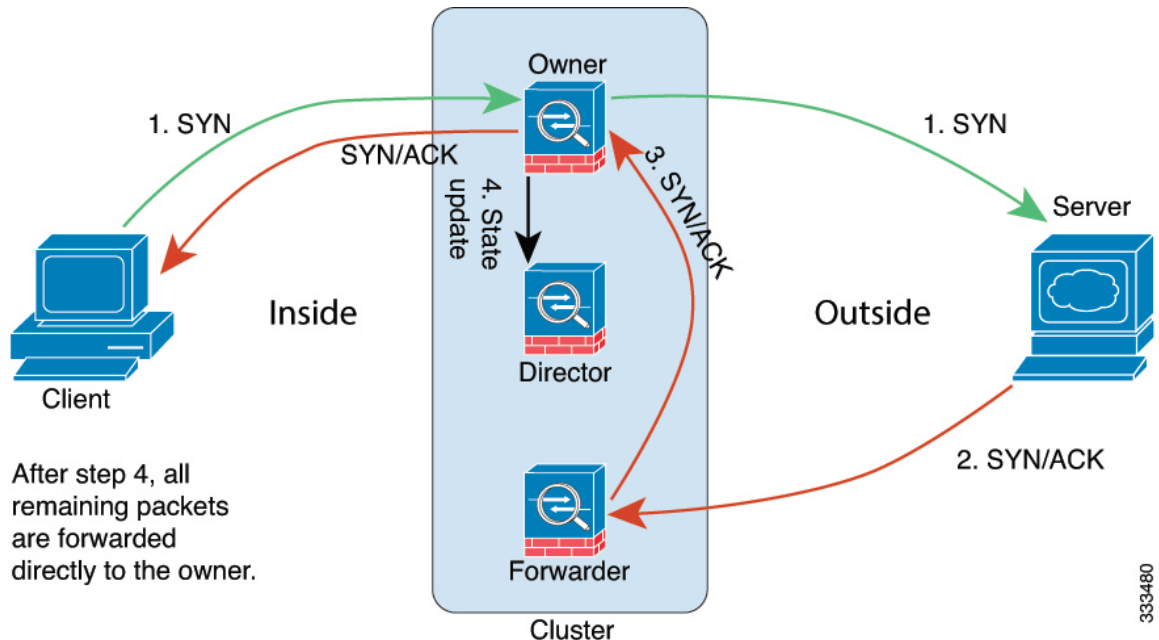 Owner
1. SYN
1. SYN
SYN/ACK
3. SYN/ACK
4. State
update
Server
Inside
Outside
Director
Client
2. SYN/ACK
After step 4, all
remaining packets
are forwarded
directly to the owner.
Forwarder
Cluster
333480